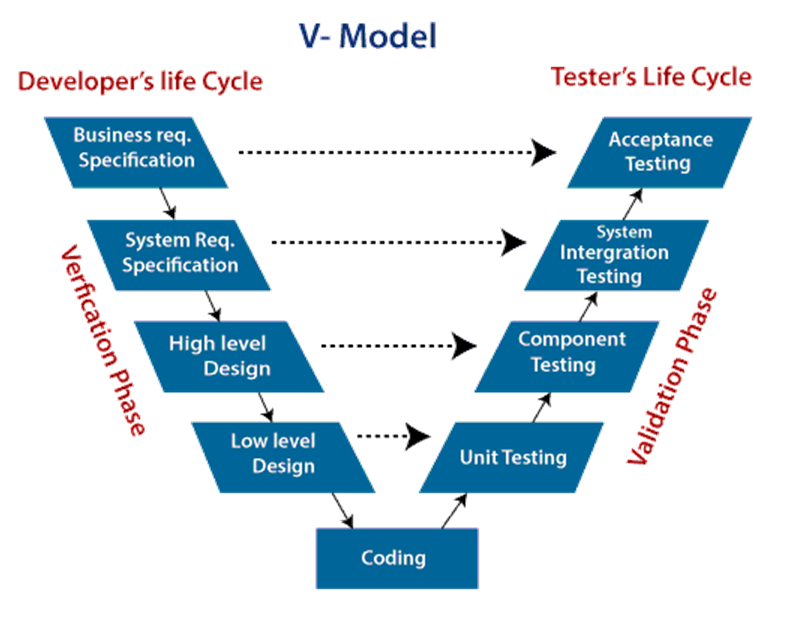 V- Model
Developer's life Cycle
Tester's Life Cycle
Business req.
Specification
Acceptance
Testing
System Req.
Specification
System
Intergration
Testing
Verfication Phase
Validation Phase
High level
Design
Component
Testing
Low level
Design
Unit Testing
Coding